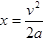 x = v²/2a